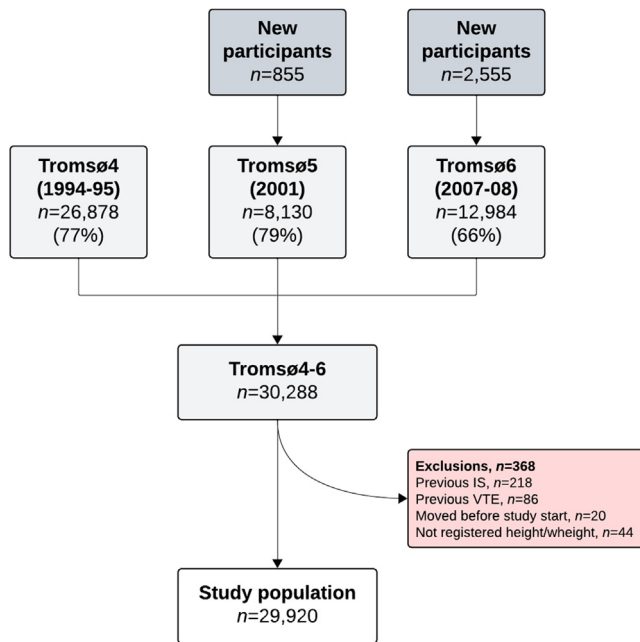 New
participants
n=855
New
participants
n=2,555
Tromsø4
(1994-95)
n=26,878
(77%)
Tromsø5
(2001)
n=8,130
(79%)
Tromsø6
(2007-08)
n=12,984
(66%)
Tromsø4-6
n=30,288
Exclusions, n=368
Previous IS, n=218
Previous VTE, n=86
Moved before study start, n=20
Not registered height/wheight, n=44
Study population
n=29,920